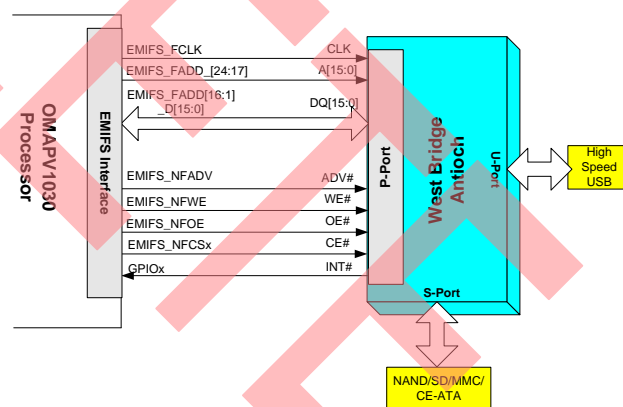 OMAPV1030
Processor
EMIFS Interface
EMIFS_FCLK
CLK
EMIFS_FADD_[24:17]
A[15:0]
EMIFS_FADD[16:1]
_D[15:0]
DQ[15:0]
EMIFS_NFADV
ADV#
EMIFS_NFWE
WE#
EMIFS_NFOE
OE#
EMIFS_NFCSx
CE#
GPIOx
INT#
P-Port
West Bridge
Antioch
U-Port
S-Port
High
Speed
USB
NAND/SD/MMC/
CE-ATA